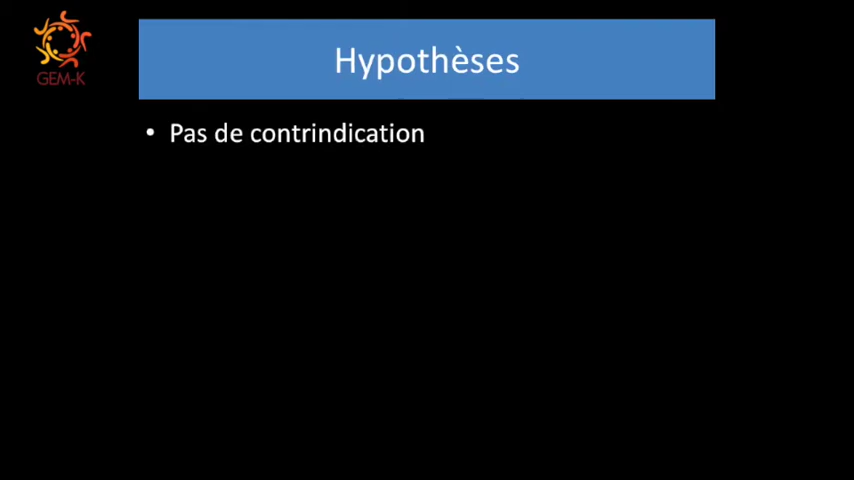 GEM-K
Hypothèses
• Pas de contrindication